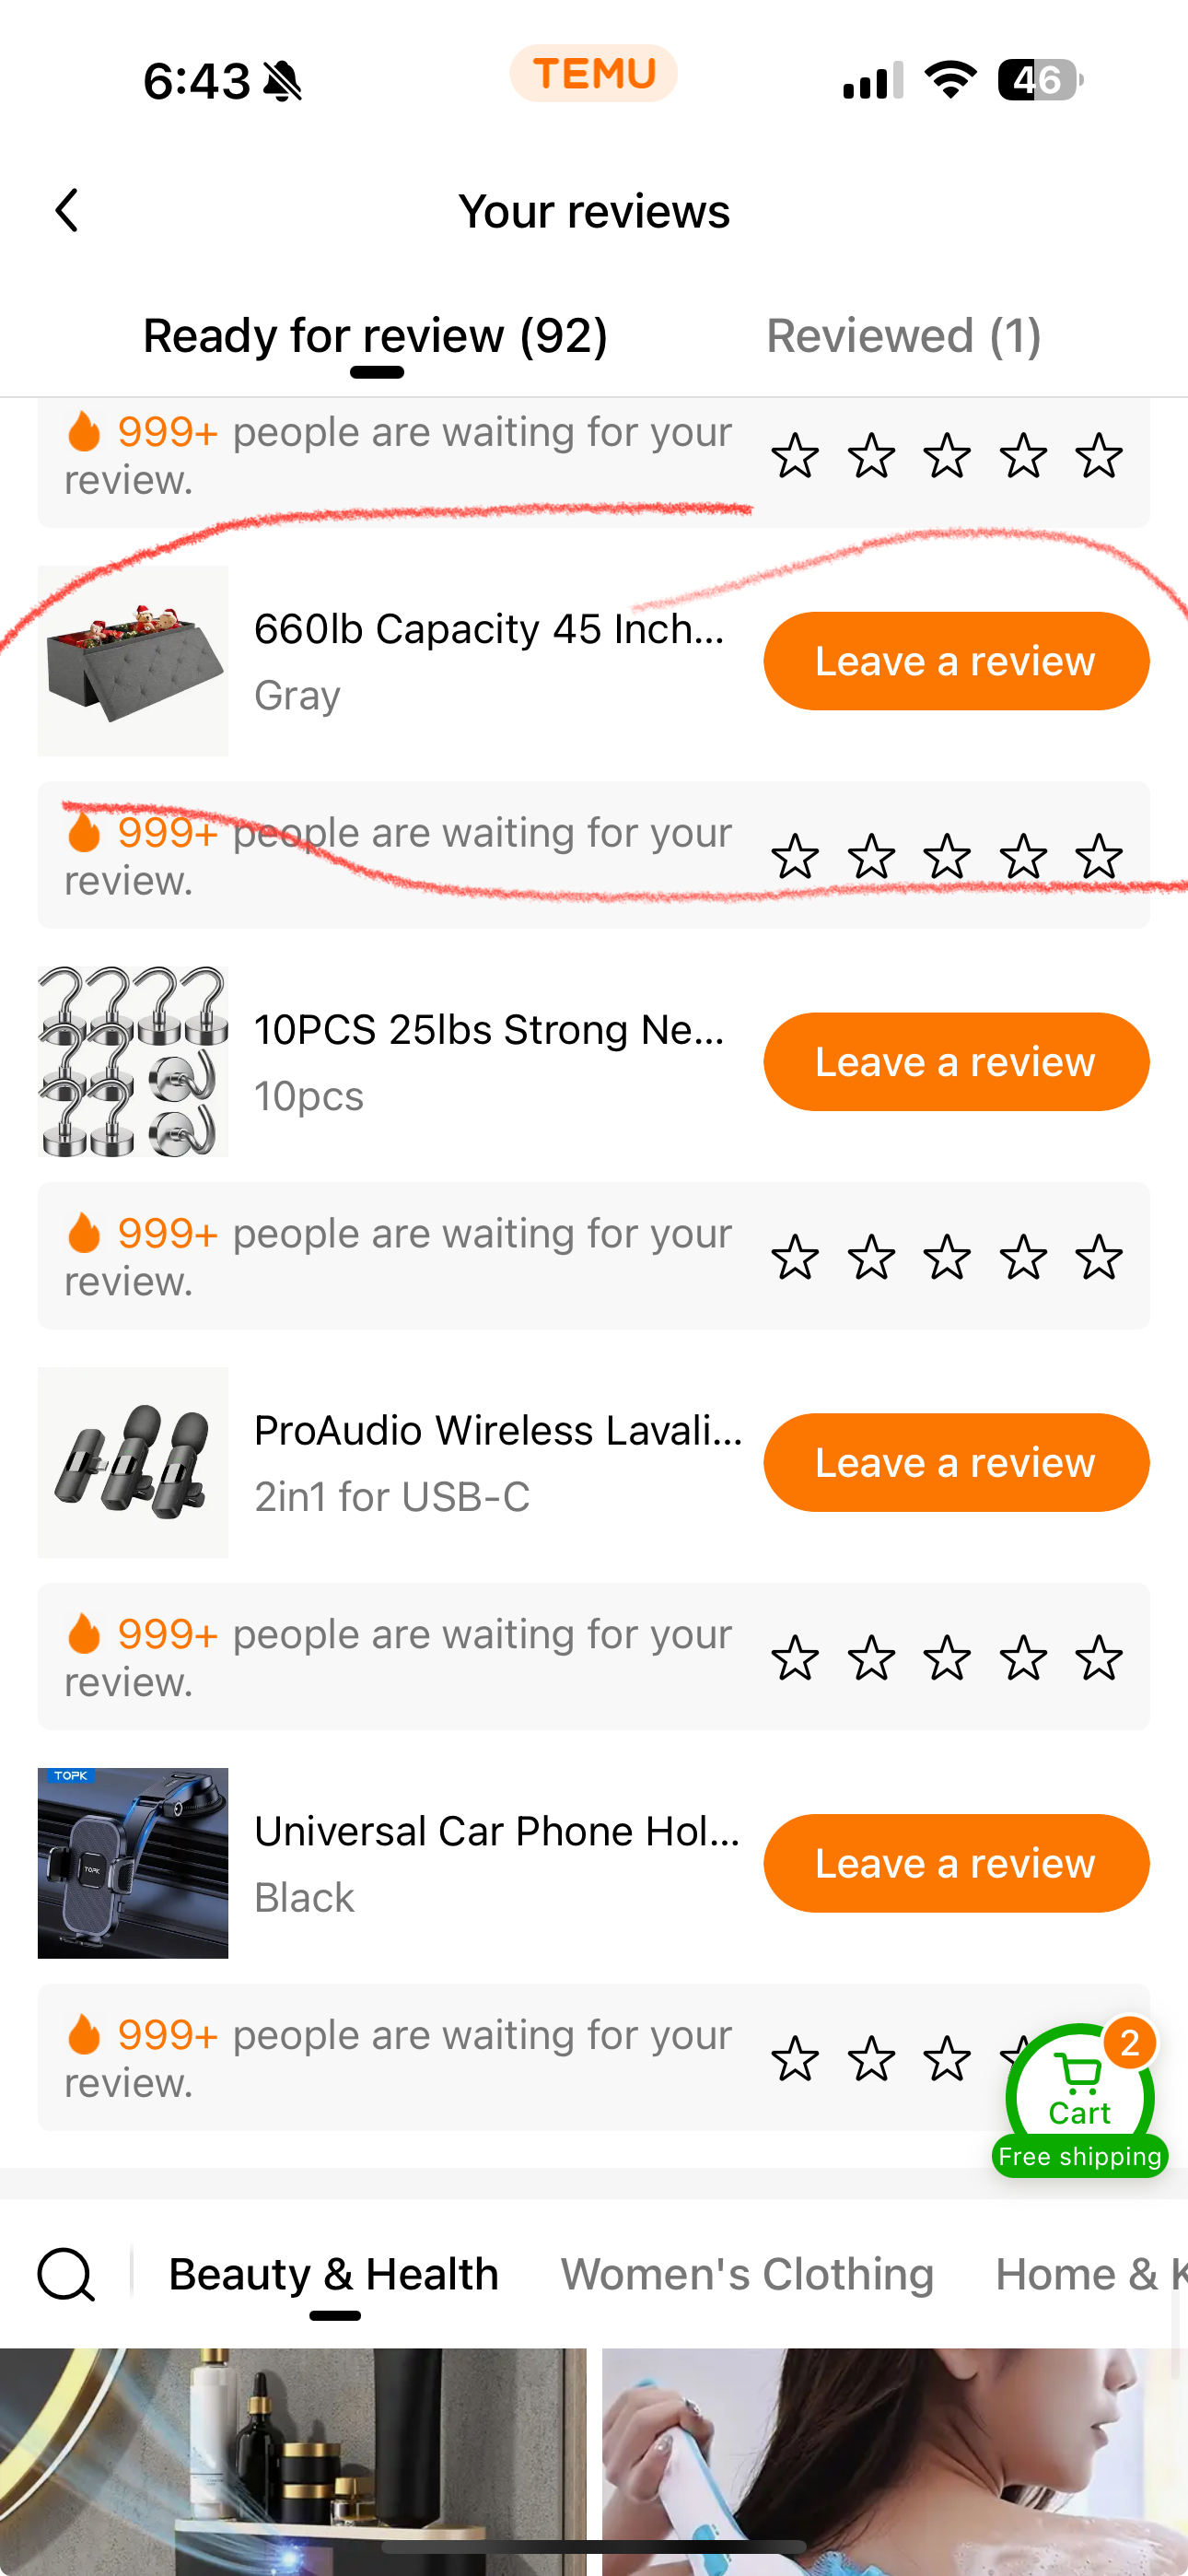 6:43
TEMU
46
Your reviews
Ready for review (92)
Reviewed (1)
999+ people are waiting for your
review.
660lb Capacity 45 Inch...
Gray
Leave a review
999+ people are waiting for your
review.
10PCS 25lbs Strong Ne...
10pcs
Leave a review
999+ people are waiting for your
review.
ProAudio Wireless Lavali...
2in1 for USB-C
Leave a review
999+ people are waiting for your
review.
TOPK
TOPK
Universal Car Phone Hol...
Black
Leave a review
999+ people are waiting for your
review.
2
Cart
Free shipping
Beauty & Health
Women's Clothing
Home & K